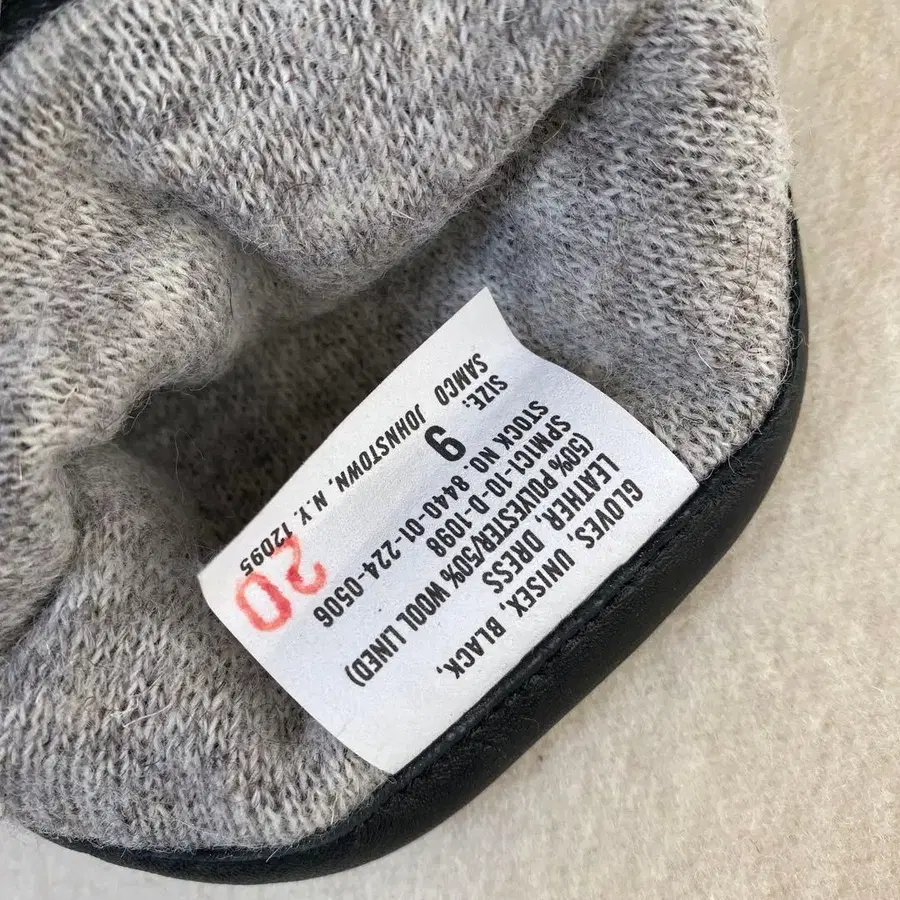 GLOVES, UNISEX, BLACK,
LEATHER, DRESS
(50% POLYESTER/50% WOOL LINED)
SPM1C1-10-D-1098
STOCK NO. 8440-01-224-0506
SIZE: 9
SAMCO JOHNSTOWN, N.Y. 12095
20